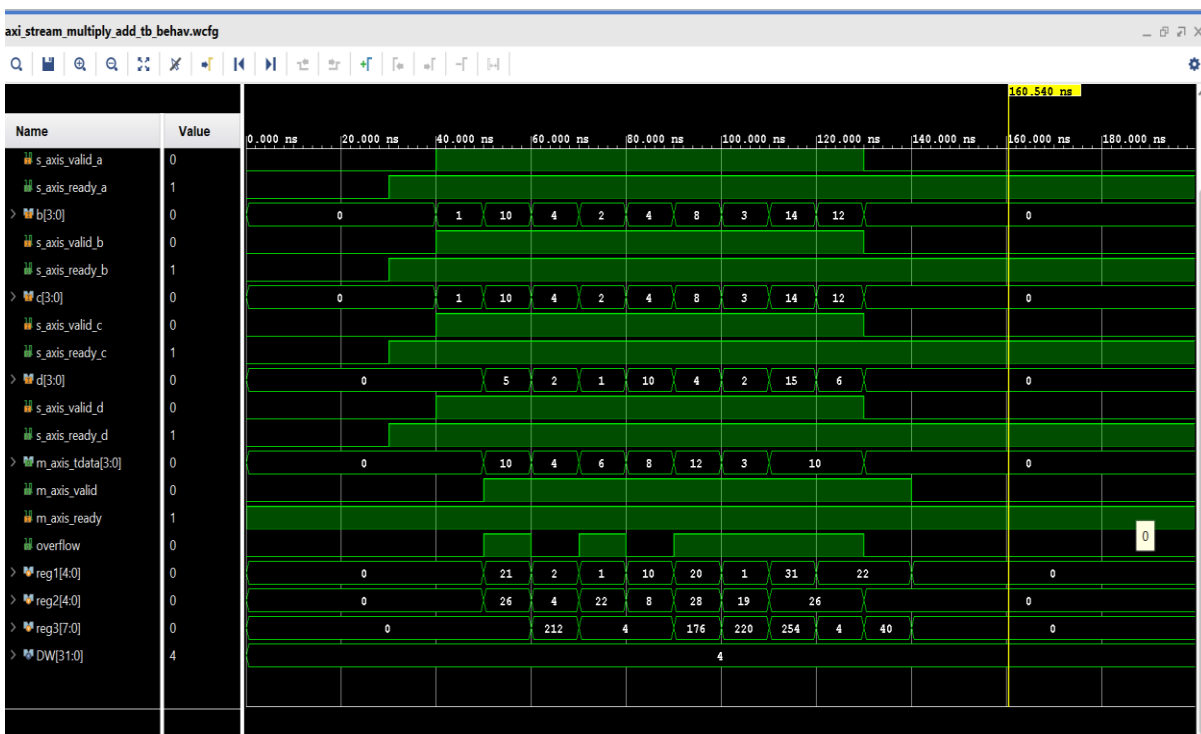 axi_stream_multiply_add_tb_behav.wcfg
160.540 ns
Name Value 0.000 ns 20.000 ns 40.000 ns 60.000 ns 80.000 ns 100.000 ns 120.000 ns 140.000 ns 160.000 ns 180.000 ns
s_axis_valid_a 0
s_axis_ready_a 1
b[3:0] 0 0 1 10 4 2 4 8 3 14 12 0
s_axis_valid_b 0
s_axis_ready_b 1
c[3:0] 0 0 1 10 4 2 4 8 3 14 12 0
s_axis_valid_c 0
s_axis_ready_c 1
d[3:0] 0 0 5 2 1 10 4 2 15 6 0
s_axis_valid_d 0
s_axis_ready_d 1
m_axis_tdata[3:0] 0 0 10 4 6 8 12 3 10 0
m_axis_valid 0
m_axis_ready 1
0
overflow 0
reg1[4:0] 0 0 21 2 1 10 20 1 31 22 0
reg2[4:0] 0 0 26 4 22 8 28 19 26 0
reg3[7:0] 0 0 212 4 176 220 254 4 40 0
DW[31:0] 4 4